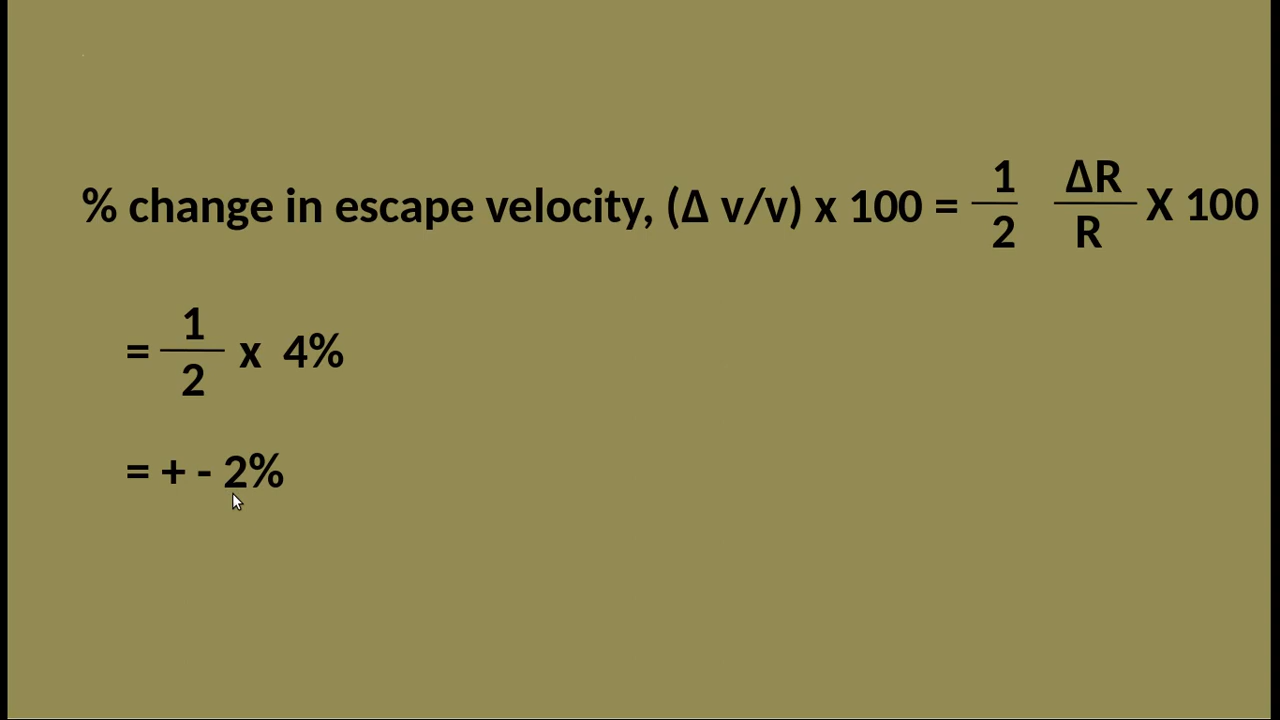 % change in escape velocity, (Δ v/v) x 100 = 1/2 ΔR/R X 100
= 1/2 x 4%
= + - 2%